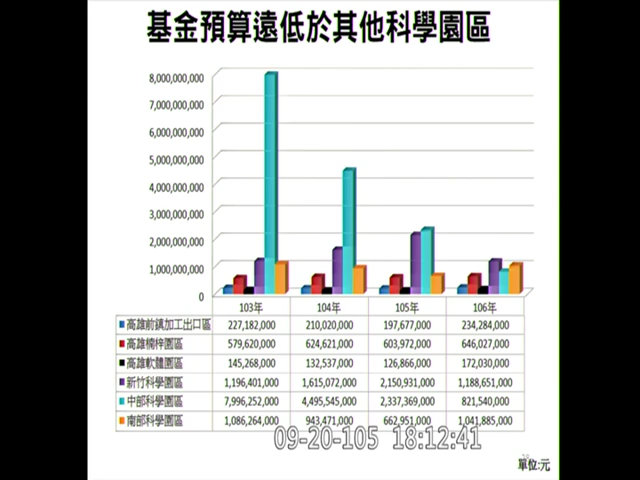 基金預算遠低於其他科學園區
8,000,000,000
7,000,000,000
6,000,000,000
5,000,000,000
4,000,000,000
3,000,000,000
2,000,000,000
1,000,000,000
0
103年 104年 105年 106年
高雄前鎮加工出口區 227,182,000 210,020,000 197,677,000 234,284,000
高雄楠梓園區 579,620,000 624,621,000 603,972,000 646,027,000
高雄軟體園區 145,268,000 132,537,000 126,866,000 172,030,000
新竹科學園區 1,196,401,000 1,615,072,000 2,150,931,000 1,188,651,000
中部科學園區 7,996,252,000 4,495,545,000 2,337,369,000 821,540,000
南部科學園區 1,086,264,000 943,471,000 662,951,000 1,041,885,000
09-20-105 18:12:41
單位:元